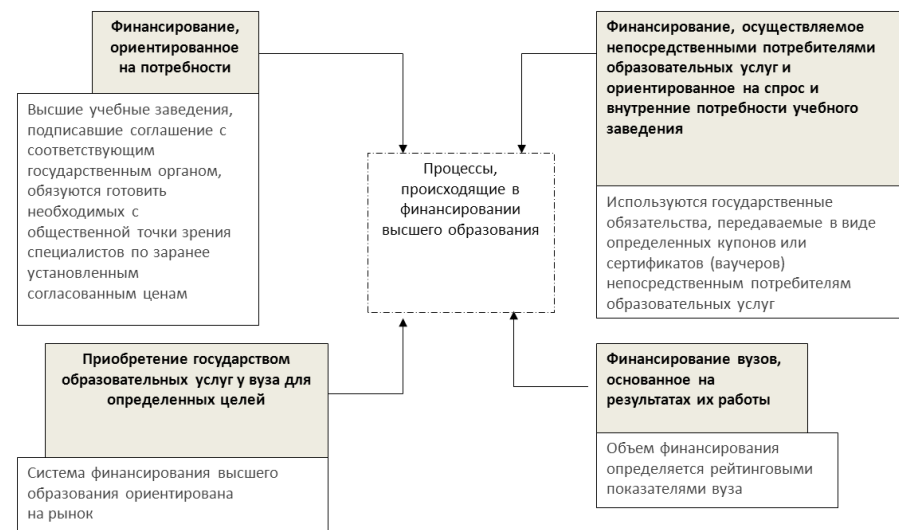 Финансирование,
ориентированное
на потребности
Высшие учебные заведения,
подписавшие соглашение с
соответствующим
государственным органом,
обязуются готовить
необходимых с
общественной точки зрения
специалистов по заранее
установленным
согласованным ценам
Процессы,
происходящие в
финансировании
высшего образования
Финансирование, осуществляемое
непосредственными потребителями
образовательных услуг и
ориентированное на спрос и
внутренние потребности учебного
заведения
Используются государственные
обязательства, передаваемые в виде
определенных купонов или
сертификатов (ваучеров)
непосредственным потребителям
образовательных услуг
Приобретение государством
образовательных услуг у вуза для
определенных целей
Система финансирования высшего
образования ориентирована
на рынок
Финансирование вузов,
основанное на
результатах их работы
Объем финансирования
определяется рейтинговыми
показателями вуза